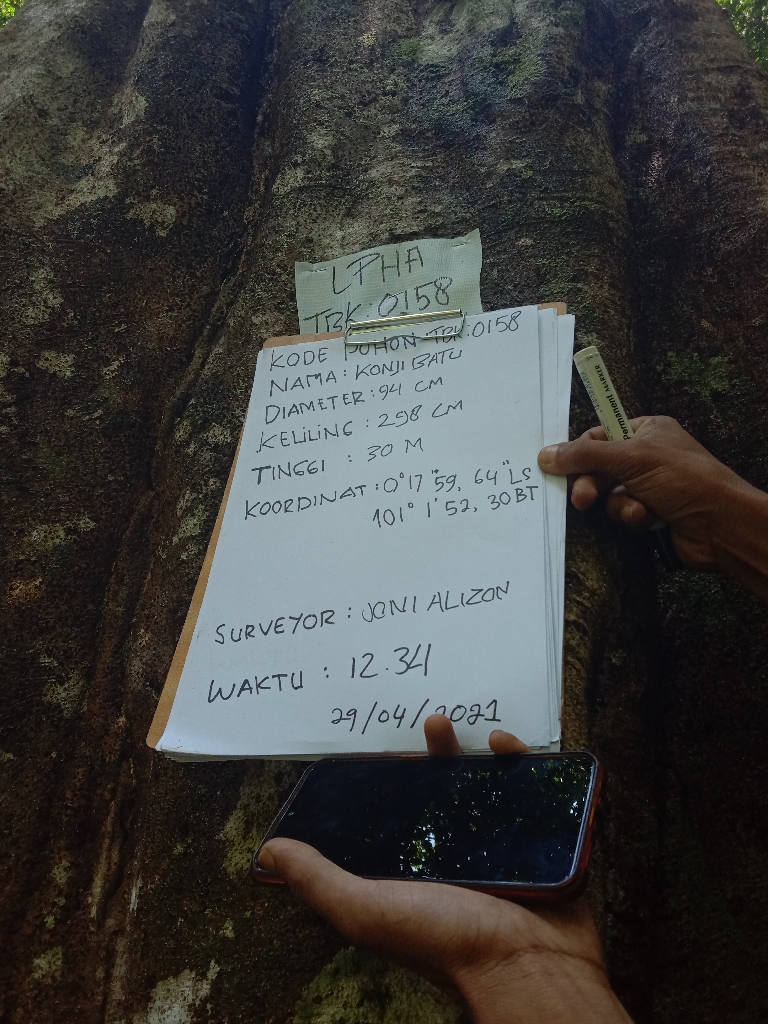 LPHA
TBK:0158
KODE POHON TBK:0158
NAMA: KONJI BATU
DIAMETER: 94 CM
KELILING: 298 CM
TINGGI : 30 M
KOORDINAT: 0°17'59, 64" LS
101° 1' 52, 30 BT
SURVEYOR: JONI ALIZON
WAKTU : 12.34
29/04/2021
Permanent MARKER